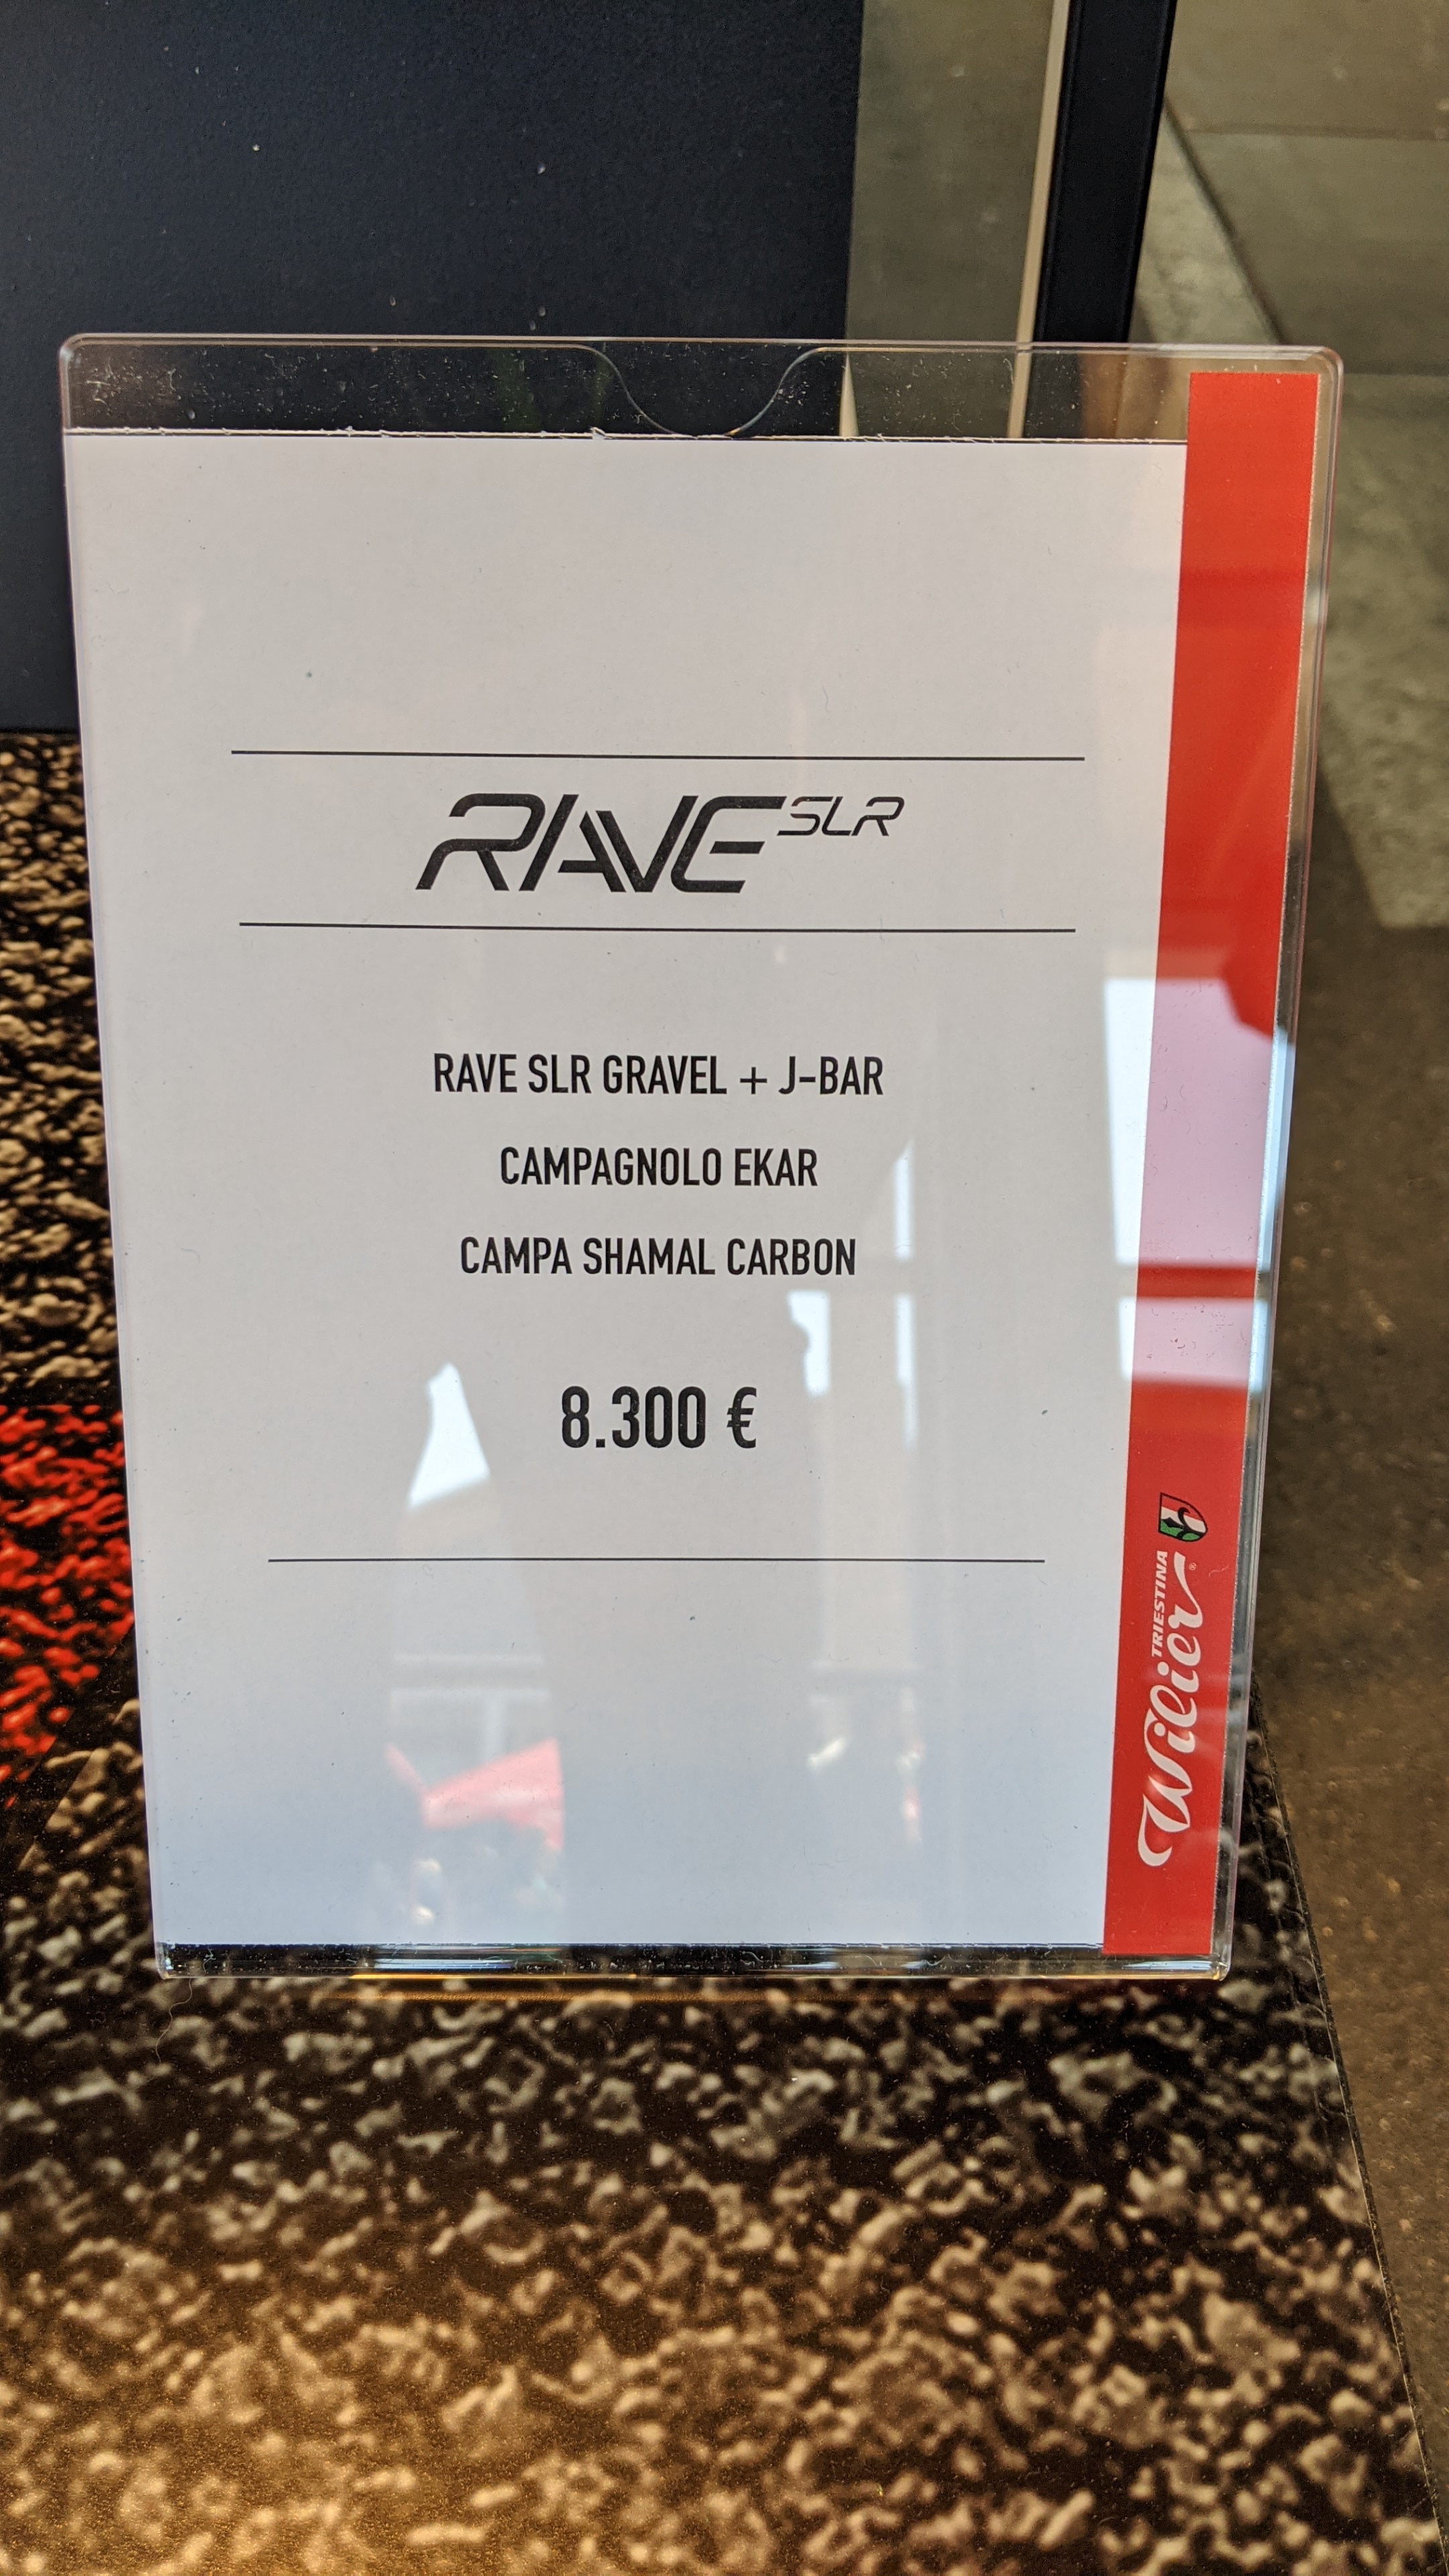 RAVE SLR
RAVE SLR GRAVEL + J-BAR
CAMPAGNOLO EKAR
CAMPA SHAMAL CARBON
8.300 €
Wilier
TRIESTINA